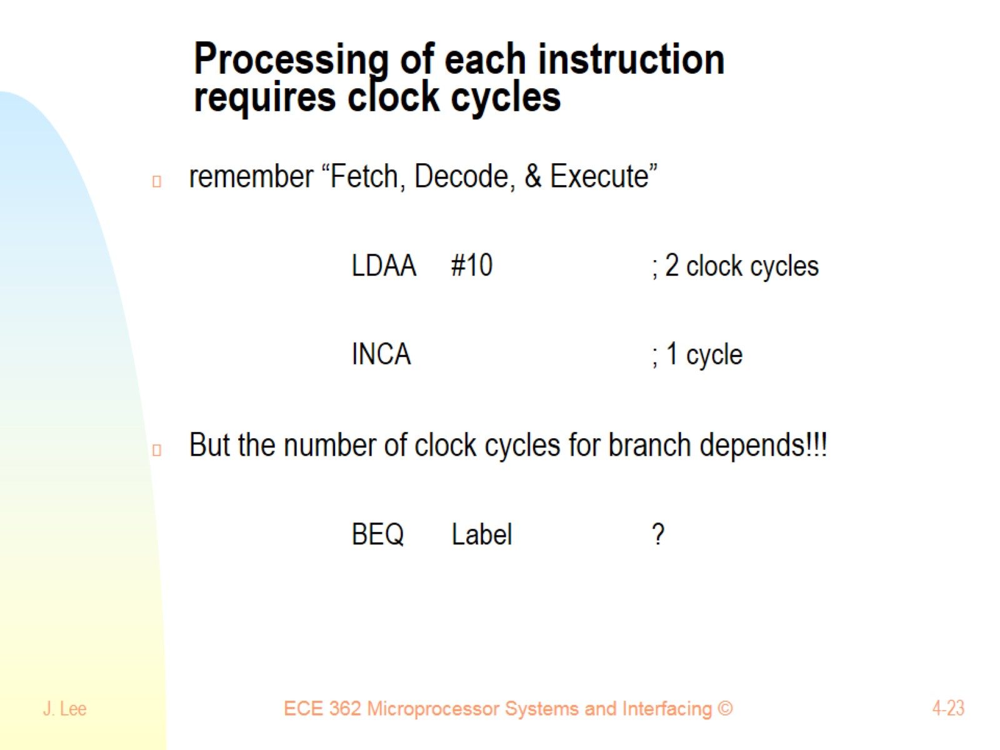 Processing of each instruction
requires clock cycles
remember “Fetch, Decode, & Execute”
LDAA #10 ; 2 clock cycles
INCA ; 1 cycle
But the number of clock cycles for branch depends!!!
BEQ Label ?
J. Lee ECE 362 Microprocessor Systems and Interfacing © 4-23